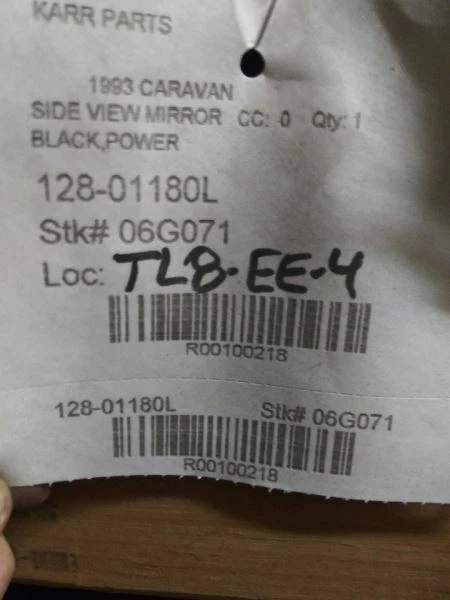 KARR PARTS
1993 CARAVAN
SIDE VIEW MIRROR CC: 0 Qty: 1
BLACK,POWER
128-01180L
Stk# 06G071
Loc: TL8-EE-4
R00100218
128-01180L Stk# 06G071
R00100218